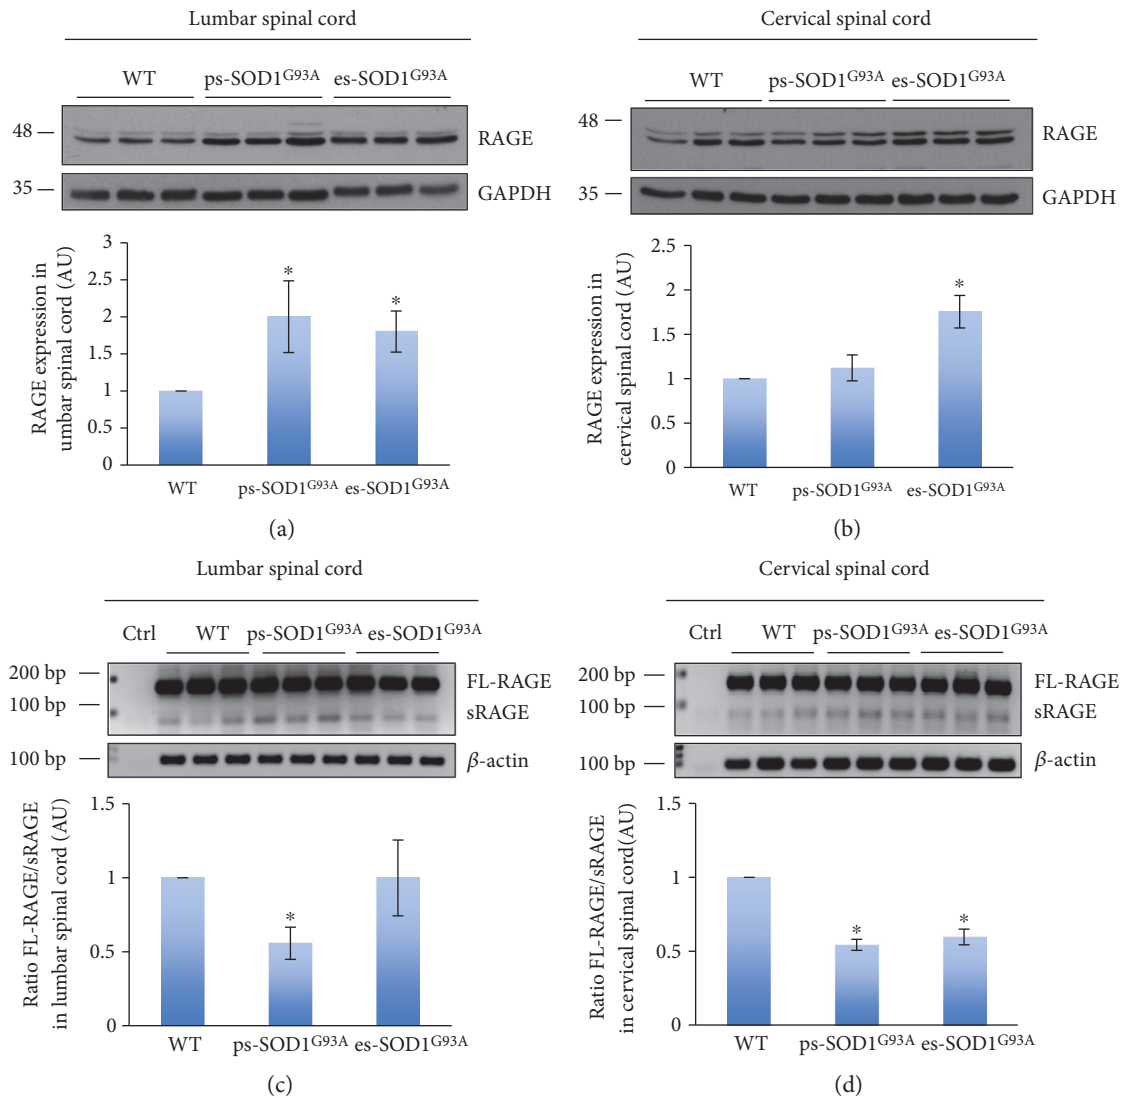 Lumbar spinal cord
WT ps-SOD1G93A es-SOD1G93A
48
RAGE
35
GAPDH
RAGE expression in
umbar spinal cord (AU)
3
2.5
2
1.5
1
0.5
0
*
*
WT ps-SOD1G93A es-SOD1G93A
(a)
Cervical spinal cord
WT ps-SOD1G93A es-SOD1G93A
48
RAGE
35
GAPDH
RAGE expression in
cervical spinal cord (AU)
2.5
2
1.5
1
0.5
0
*
WT ps-SOD1G93A es-SOD1G93A
(b)
Lumbar spinal cord
Ctrl WT ps-SOD1G93A es-SOD1G93A
200 bp
FL-RAGE
100 bp
sRAGE
100 bp
β-actin
Ratio FL-RAGE/sRAGE
in lumbar spinal cord (AU)
1.5
1
0.5
0
*
WT ps-SOD1G93A es-SOD1G93A
(c)
Cervical spinal cord
Ctrl WT ps-SOD1G93A es-SOD1G93A
200 bp
FL-RAGE
100 bp
sRAGE
100 bp
β-actin
Ratio FL-RAGE/sRAGE
in cervical spinal cord(AU)
1.5
1
0.5
0
*
*
WT ps-SOD1G93A es-SOD1G93A
(d)